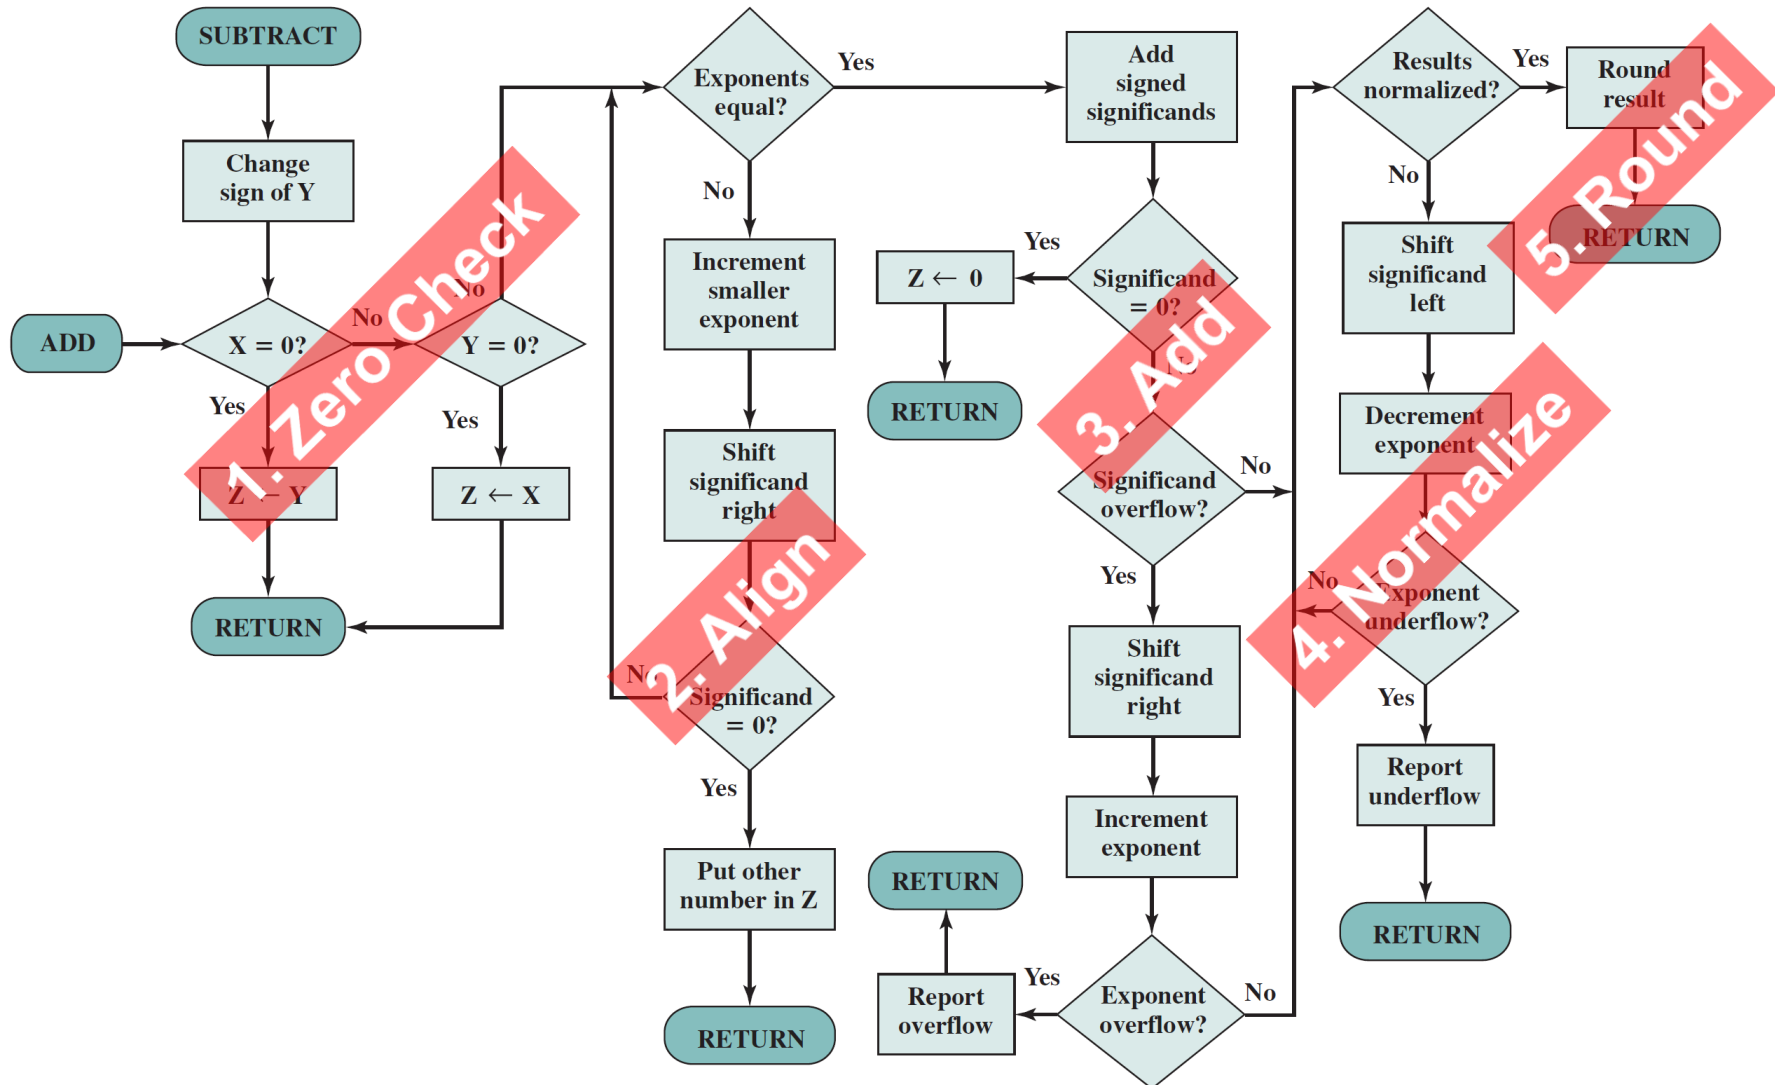 SUBTRACT
Change
sign of Y
ADD
X = 0?
No
Yes
Z ← Y
RETURN
Y = 0?
No
Yes
Z ← X
1. Zero Check
Exponents
equal?
Yes
No
Increment
smaller
exponent
Shift
significand
right
Significand
= 0?
No
Yes
Put other
number in Z
RETURN
2. Align
Add
signed
significands
Significand
= 0?
Yes
Z ← 0
RETURN
No
Significand
overflow?
No
Yes
Shift
significand
right
Increment
exponent
Exponent
overflow?
Yes
Report
overflow
RETURN
No
3. Add
Results
normalized?
Yes
Round
result
RETURN
No
Shift
significand
left
Decrement
exponent
Exponent
underflow?
No
Yes
Report
underflow
RETURN
4. Normalize
5. Round